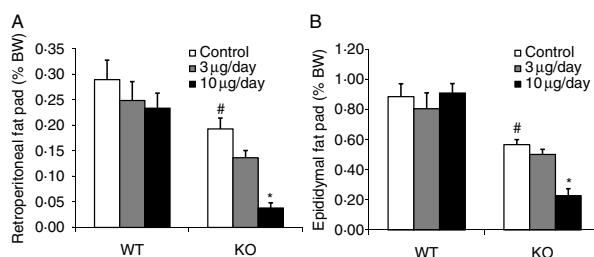 A
Retroperitoneal fat pad (% BW)
0·40
0·35
0·30
0·25
0·20
0·15
0·10
0·05
0·00
Control
3 μg/day
10 μg/day
#
*
WT
KO
B
Epididymal fat pad (% BW)
1·20
1·00
0·80
0·60
0·40
0·20
0·00
Control
3 μg/day
10 μg/day
#
*
WT
KO